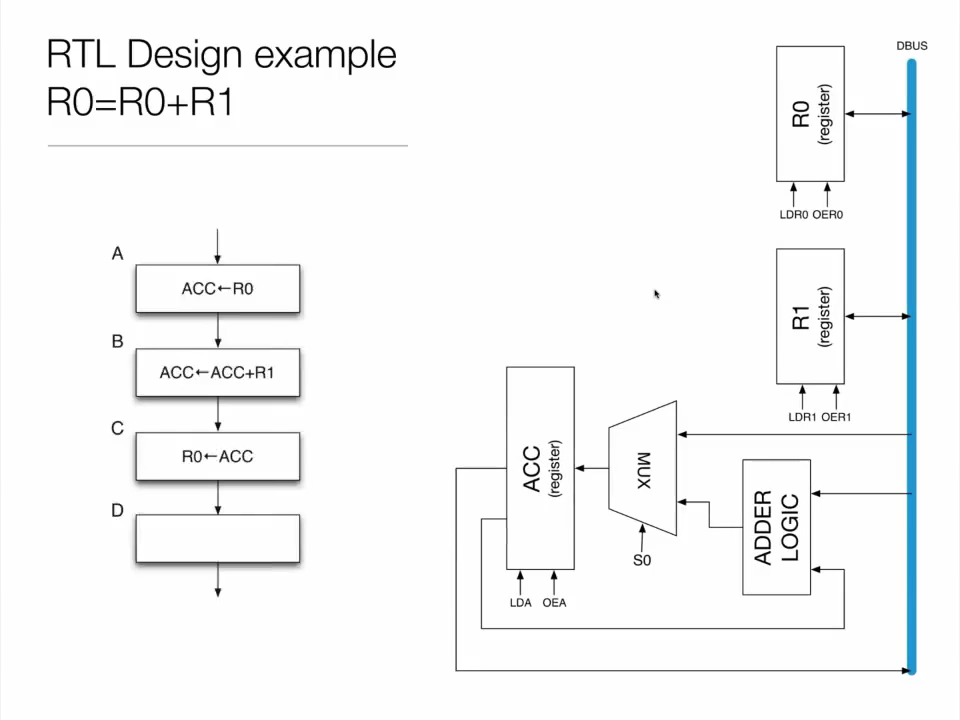 RTL Design example
R0=R0+R1
A
ACC←R0
B
ACC←ACC+R1
C
R0←ACC
D
DBUS
R0
(register)
LDR0 OER0
R1
(register)
LDR1 OER1
ACC
(register)
LDA OEA
MUX
S0
ADDER
LOGIC